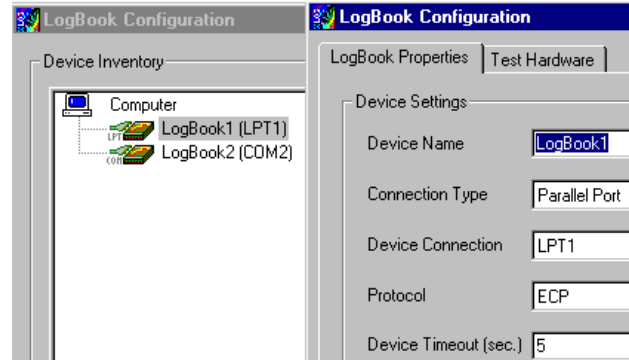 LogBook Configuration
Device Inventory
Computer
LPT
LogBook1 (LPT1)
COM
LogBook2 (COM2)
LogBook Configuration
LogBook Properties
Test Hardware
Device Settings
Device Name
LogBook1
Connection Type
Parallel Port
Device Connection
LPT1
Protocol
ECP
Device Timeout (sec.)
5